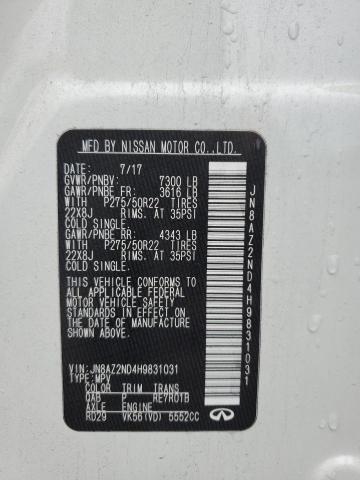 MFD BY NISSAN MOTOR CO.,LTD.
DATE: 7/17
GVWR/PNBV: 7300 LB
GAWR/PNBE FR: 3616 LB
WITH P275/50R22 TIRES
22X8J RIMS. AT 35PSI
COLD SINGLE.
GAWR/PNBE RR: 4343 LB
WITH P275/50R22 TIRES
22X8J RIMS. AT 35PSI
COLD SINGLE.
THIS VEHICLE CONFORMS
TO ALL APPLICABLE FEDERAL
MOTOR VEHICLE SAFETY
STANDARDS IN EFFECT ON THE
DATE OF MANUFACTURE
SHOWN ABOVE.
VIN: JN8AZ2ND4H9831031
TYPE: MPV
COLOR TRIM TRANS
QAB P RE7R01B
AXLE ENGINE
RD29 VK56(VD) 5552CC
JN8AZ2ND4H9831031
INFINITI